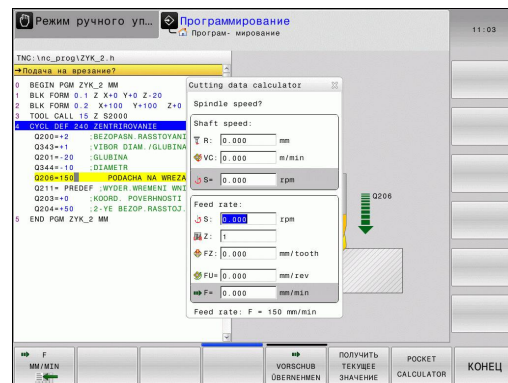 Режим ручного уп...
Программирование
Програм- мирование
11:03
TNC:\nc_prog\ZYK_2.h
→Подача на врезание?
0 BEGIN PGM ZYK_2 MM
1 BLK FORM 0.1 Z X+0 Y+0 Z-20
2 BLK FORM 0.2 X+100 Y+100 Z+0
3 TOOL CALL 15 Z S2000
4 CYCL DEF 240 ZENTRIROVANIE
Q200=+2 ;BEZOPASN.RASSTOYANI
Q343=+1 ;VIBOR DIAM./GLUBINA
Q201=-20 ;GLUBINA
Q344=-10 ;DIAMETR
Q206=150 PODACHA NA WREZA
Q211= PREDEF ;WYDER.WREMENI WNI
Q203=+0 ;KOORD. POVERHNOSTI
Q204=+50 ;2-YE BEZOP.RASSTOJ.
5 END PGM ZYK_2 MM
Cutting data calculator
Spindle speed?
Shaft speed:
R: 0.000 mm
VC: 0.000 m/min
S= 0.000 rpm
Feed rate:
S: 0.000 rpm
Z: 1
FZ: 0.000 mm/tooth
FU= 0.000 mm/rev
F= 0.000 mm/min
Feed rate: F = 150 mm/min
Q206
F
MM/MIN
VORSCHUB
ÜBERNEHMEN
ПОЛУЧИТЬ
ТЕКУЩЕЕ
ЗНАЧЕНИЕ
POCKET
CALCULATOR
КОНЕЦ